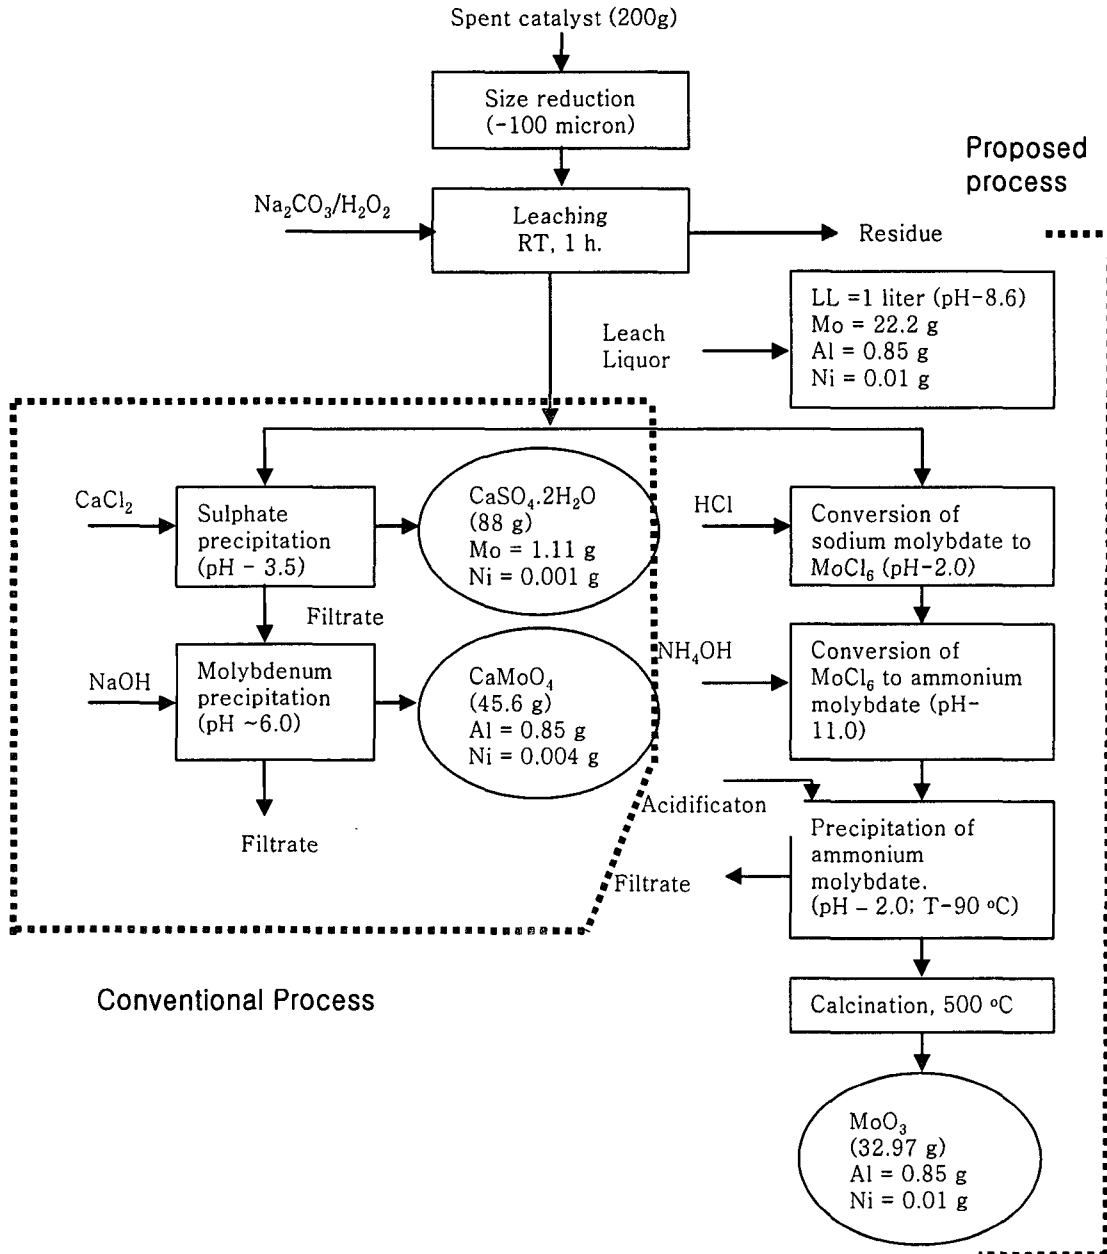 Spent catalyst (200g)
Size reduction
(-100 micron)
Proposed
process
Na₂CO₃/H₂O₂
Leaching
RT, 1 h.
Residue
LL =1 liter (pH-8.6)
Mo = 22.2 g
Al = 0.85 g
Ni = 0.01 g
Leach
Liquor
CaCl₂
Sulphate
precipitation
(pH - 3.5)
CaSO₄.2H₂O
(88 g)
Mo = 1.11 g
Ni = 0.001 g
HCl
Conversion of
sodium molybdate to
MoCl₆ (pH-2.0)
Filtrate
NaOH
Molybdenum
precipitation
(pH ~6.0)
CaMoO₄
(45.6 g)
Al = 0.85 g
Ni = 0.004 g
NH₄OH
Conversion of
MoCl₆ to ammonium
molybdate (pH-
11.0)
Filtrate
Acidificaton
Precipitation of
ammonium
molybdate.
(pH - 2.0; T-90 °C)
Filtrate
Conventional Process
Calcination, 500 °C
MoO₃
(32.97 g)
Al = 0.85 g
Ni = 0.01 g